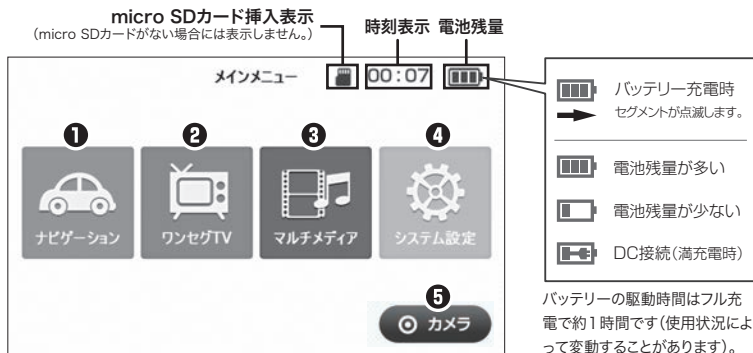 micro SDカード挿入表示
（micro SDカードがない場合には表示しません。）
時刻表示
電池残量
メインメニュー
00:07
❶
❷
❸
❹
ナビゲーション
ワンセグTV
マルチメディア
システム設定
❺
カメラ
バッテリー充電時
セグメントが点滅します。
電池残量が多い
電池残量が少ない
DC接続（満充電時）
バッテリーの駆動時間はフル充
電で約1時間です（使用状況によ
って変動することがあります）。